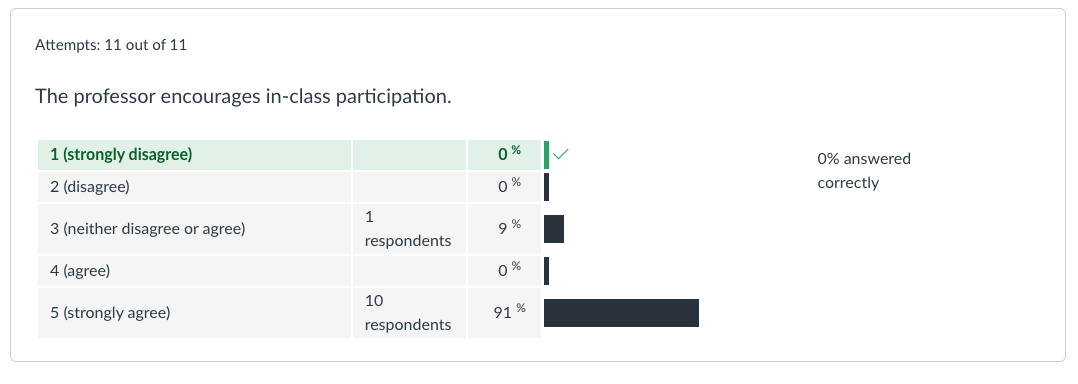 Attempts: 11 out of 11
The professor encourages in-class participation.
1 (strongly disagree) 0 %
0% answered
correctly
2 (disagree) 0 %
3 (neither disagree or agree) 1
respondents 9 %
4 (agree) 0 %
5 (strongly agree) 10
respondents 91 %